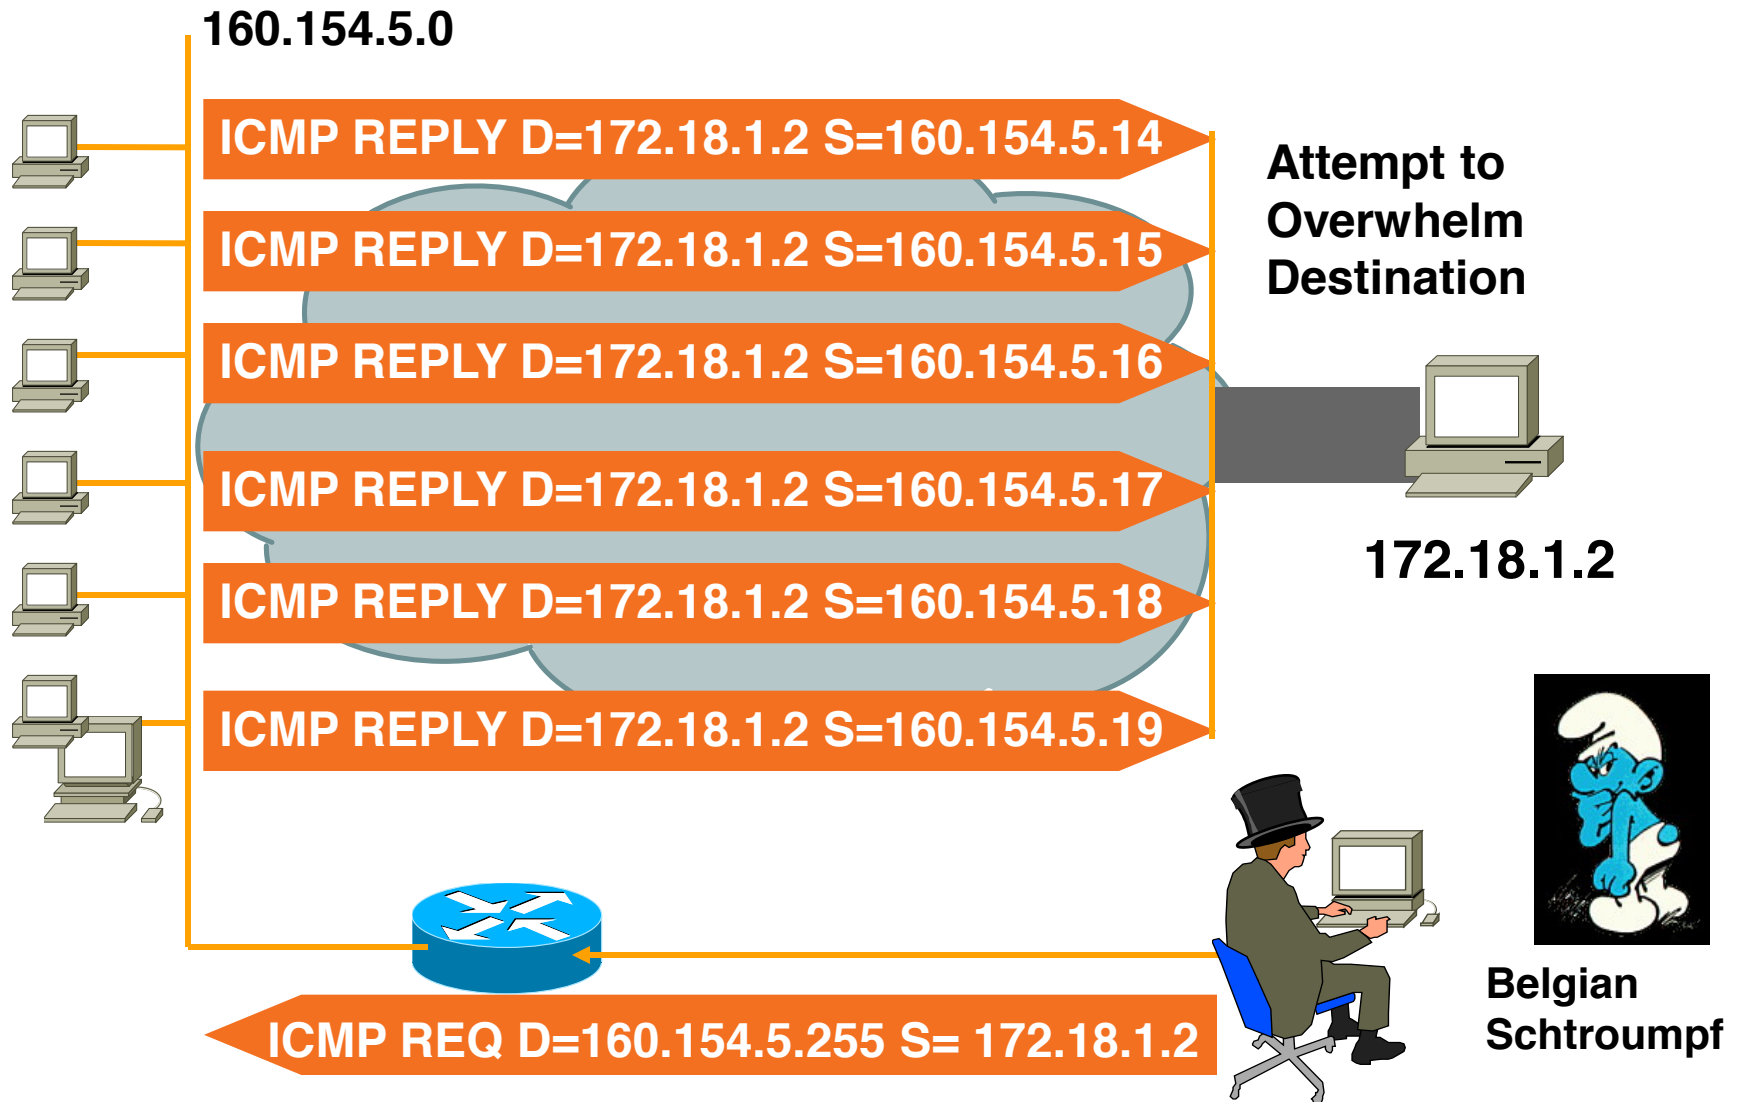 160.154.5.0
ICMP REPLY D=172.18.1.2 S=160.154.5.14
ICMP REPLY D=172.18.1.2 S=160.154.5.15
ICMP REPLY D=172.18.1.2 S=160.154.5.16
ICMP REPLY D=172.18.1.2 S=160.154.5.17
ICMP REPLY D=172.18.1.2 S=160.154.5.18
ICMP REPLY D=172.18.1.2 S=160.154.5.19
Attempt to
Overwhelm
Destination
172.18.1.2
ICMP REQ D=160.154.5.255 S= 172.18.1.2
Belgian
Schtroumpf